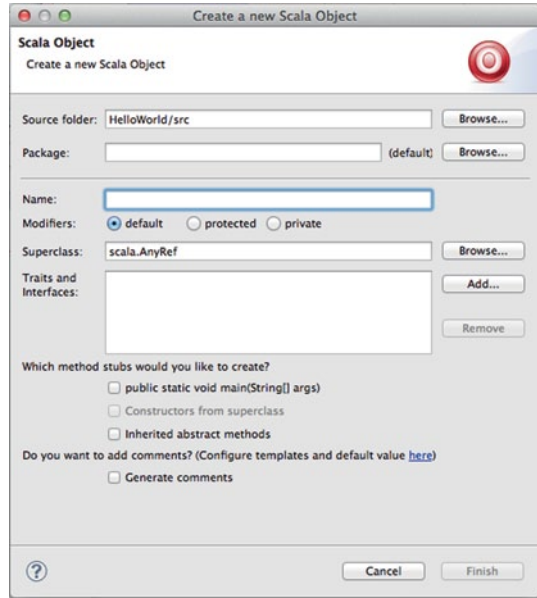 Create a new Scala Object
Scala Object
Create a new Scala Object
Source folder: HelloWorld/src Browse...
Package: (default) Browse...
Name:
Modifiers: default protected private
Superclass: scala.AnyRef Browse...
Traits and Interfaces: Add...
Remove
Which method stubs would you like to create?
public static void main(String[] args)
Constructors from superclass
Inherited abstract methods
Do you want to add comments? (Configure templates and default value here)
Generate comments
? Cancel Finish